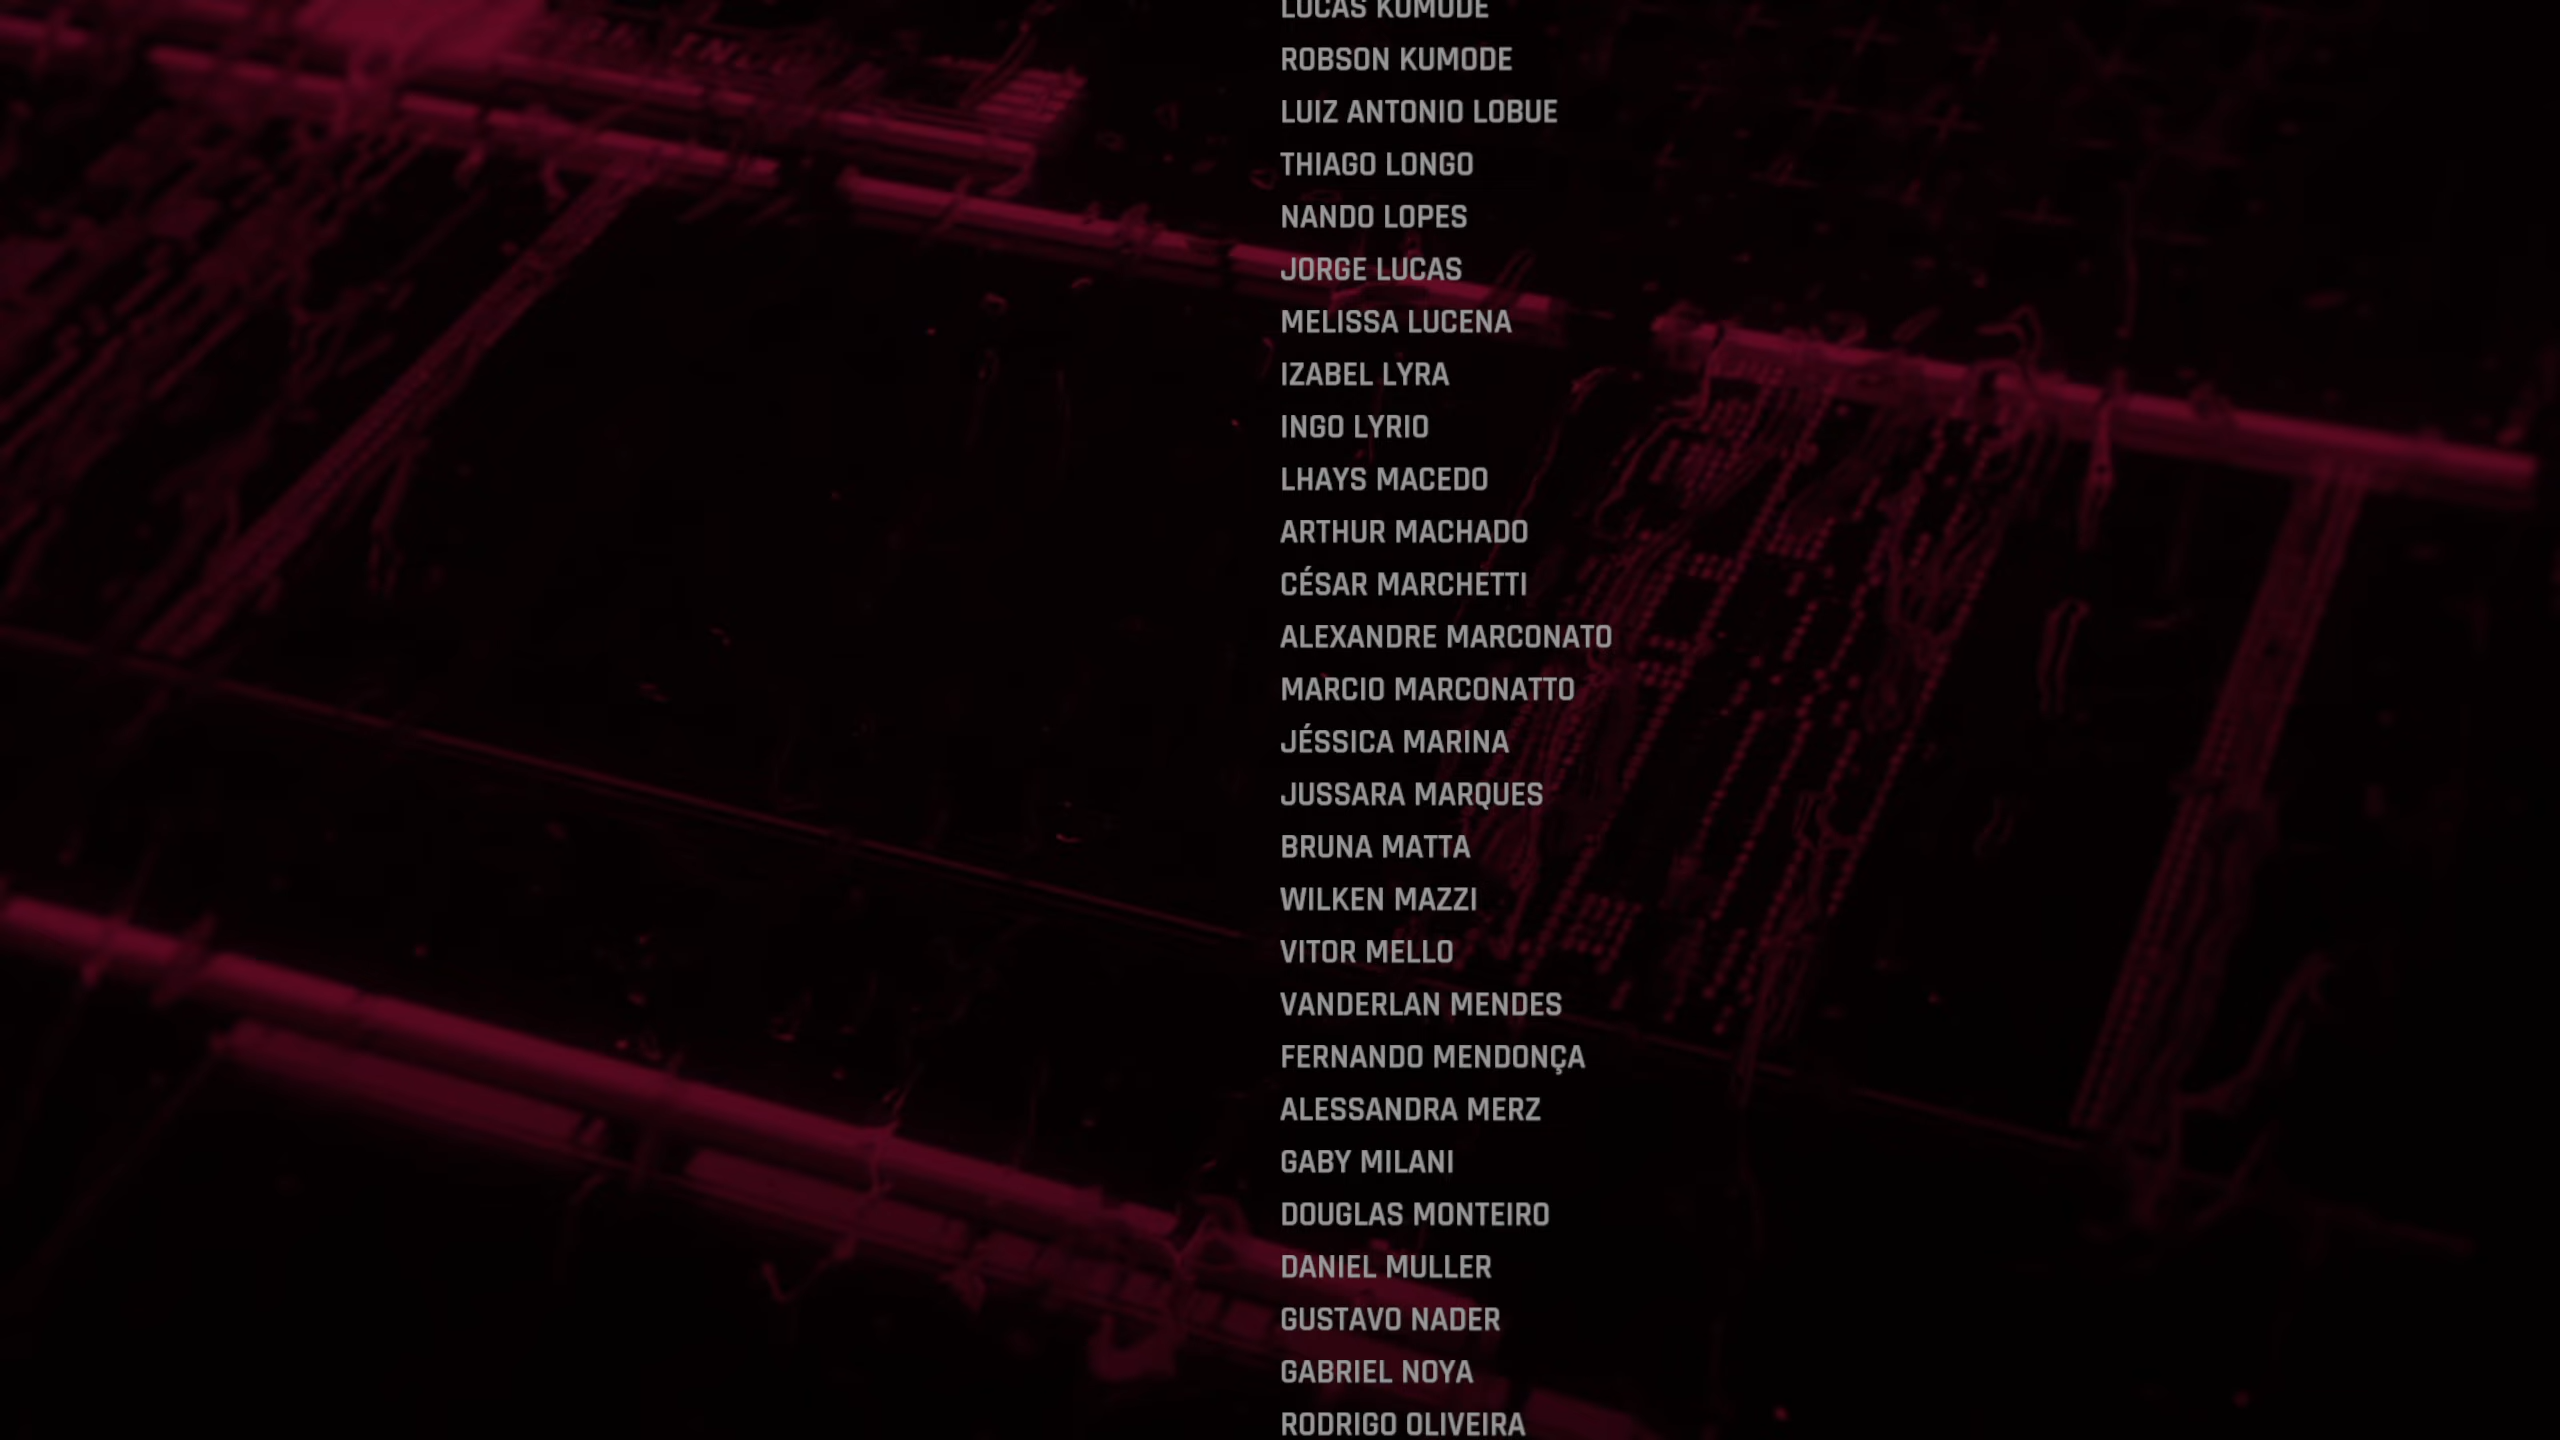 LUCAS KUMODE
ROBSON KUMODE
LUIZ ANTONIO LOBUE
THIAGO LONGO
NANDO LOPES
JORGE LUCAS
MELISSA LUCENA
IZABEL LYRA
INGO LYRIO
LHAYS MACEDO
ARTHUR MACHADO
CÉSAR MARCHETTI
ALEXANDRE MARCONATO
MARCIO MARCONATTO
JÉSSICA MARINA
JUSSARA MARQUES
BRUNA MATTA
WILKEN MAZZI
VITOR MELLO
VANDERLAN MENDES
FERNANDO MENDONÇA
ALESSANDRA MERZ
GABY MILANI
DOUGLAS MONTEIRO
DANIEL MULLER
GUSTAVO NADER
GABRIEL NOYA
RODRIGO OLIVEIRA